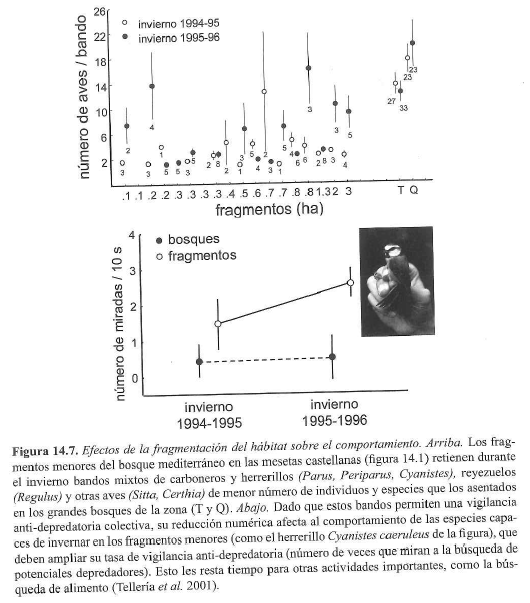 26
22
18
14
10
6
2
número de aves / bando
invierno 1994-95
invierno 1995-96
27
33
23
23
.1 .1 .2 .2 .3 .3 .3 .3 .4 .5 .6 .7 .7 .8 .8 1.3 2 3 T Q
fragmentos (ha)
4
3
2
1
0
número de miradas / 10 s
bosques
fragmentos
invierno invierno
1994-1995 1995-1996
Figura 14.7. Efectos de la fragmentación del hábitat sobre el comportamiento. Arriba. Los frag-
mentos menores del bosque mediterráneo en las mesetas castellanas (figura 14.1) retienen durante
el invierno bandos mixtos de carboneros y herrerillos (Parus, Periparus, Cyanistes), reyezuelos
(Regulus) y otras aves (Sitta, Certhia) de menor número de individuos y especies que los asentados
en los grandes bosques de la zona (T y Q). Abajo. Dado que estos bandos permiten una vigilancia
anti-depredatoria colectiva, su reducción numérica afecta al comportamiento de las especies capa-
ces de invernar en los fragmentos menores (como el herrerillo Cyanistes caeruleus de la figura), que
deben ampliar su tasa de vigilancia anti-depredatoria (número de veces que miran a la búsqueda de
potenciales depredadores). Esto les resta tiempo para otras actividades importantes, como la bús-
queda de alimento (Tellería et al. 2001).